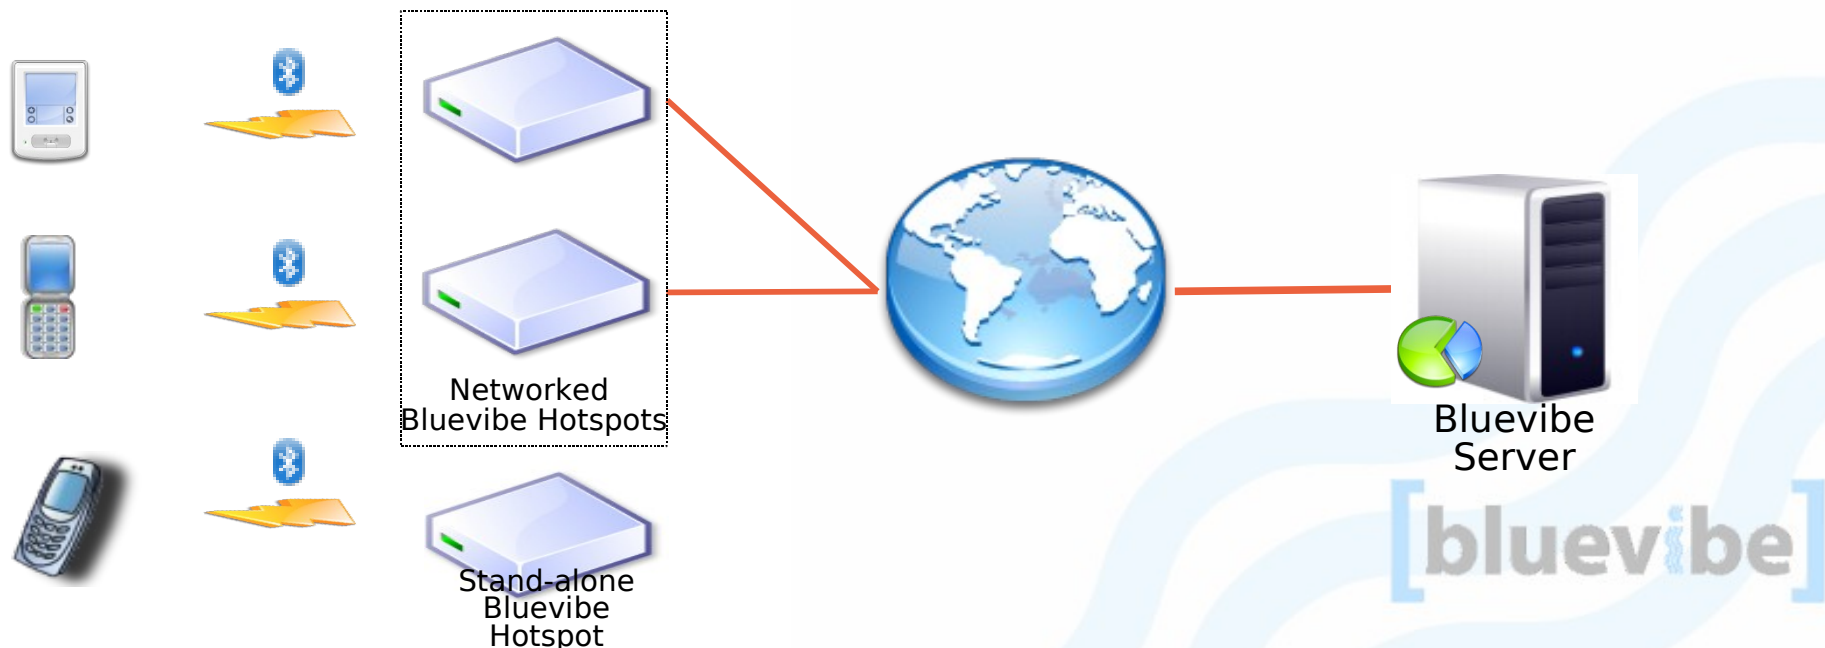 Networked
Bluevibe Hotspots
Stand-alone
Bluevibe
Hotspot
Bluevibe
Server
[bluevibe]